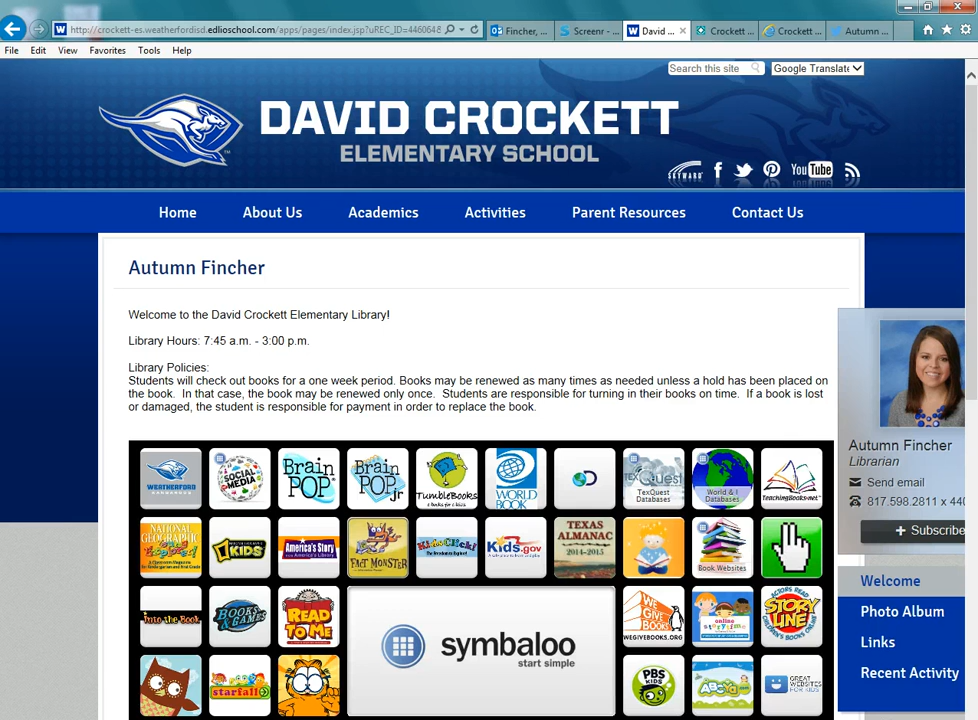 http://crockett-es.weatherfordisd.edlioschool.com/apps/pages/index.jsp?uREC_ID=4460648
Fincher, ...
Screenr - ...
David ...
Crockett ...
Crockett ...
Autumn ...
File Edit View Favorites Tools Help
Search this site
Google Translate
DAVID CROCKETT
ELEMENTARY SCHOOL
SKYWARD
You Tube
Home
About Us
Academics
Activities
Parent Resources
Contact Us
Autumn Fincher
Welcome to the David Crockett Elementary Library!
Library Hours: 7:45 a.m. - 3:00 p.m.
Library Policies:
Students will check out books for a one week period. Books may be renewed as many times as needed unless a hold has been placed on
the book. In that case, the book may be renewed only once. Students are responsible for turning in their books on time. If a book is lost
or damaged, the student is responsible for payment in order to replace the book.
Autumn Fincher
Librarian
Send email
817.598.2811 x 440
+ Subscribe
Welcome
Photo Album
Links
Recent Activity
WEATHERFORD
SOCIAL MEDIA
Brain POP
Brain POP jr
TumbleBooks
WORLD BOOK
TexQuest Databases
World & I Databases
TeachingBooks.net
NATIONAL GEOGRAPHIC
KIDS
America's Story
FACT MONSTER
Kids.gov
TEXAS ALMANAC 2014-2015
Book Websites
Into the Book
BOOKS & GAMES
READ TO ME
symbaloo
start simple
WE GIVE BOOKS
WEGIVEBOOKS.ORG
online storytime
STORY LINE
starfall
PBS KIDS
ABCya!
GREAT WEBSITES FOR KIDS